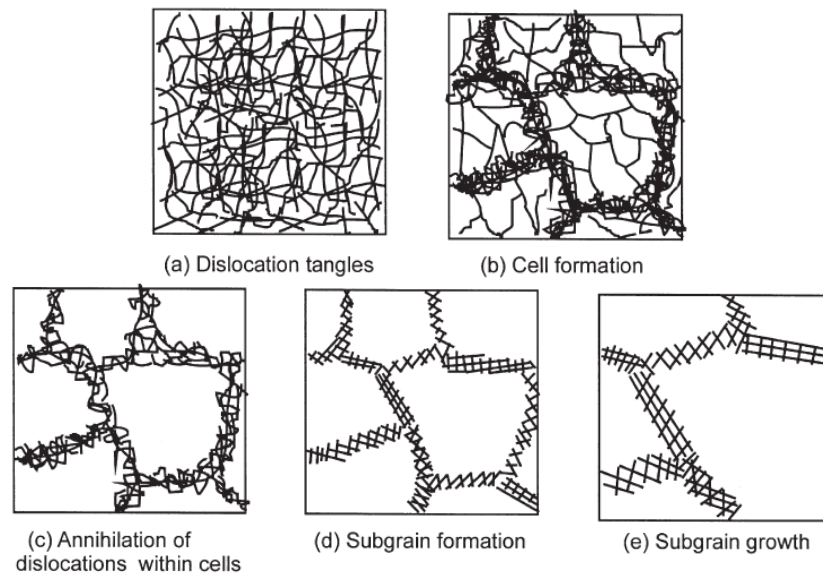 (a) Dislocation tangles
(b) Cell formation
(c) Annihilation of
dislocations within cells
(d) Subgrain formation
(e) Subgrain growth